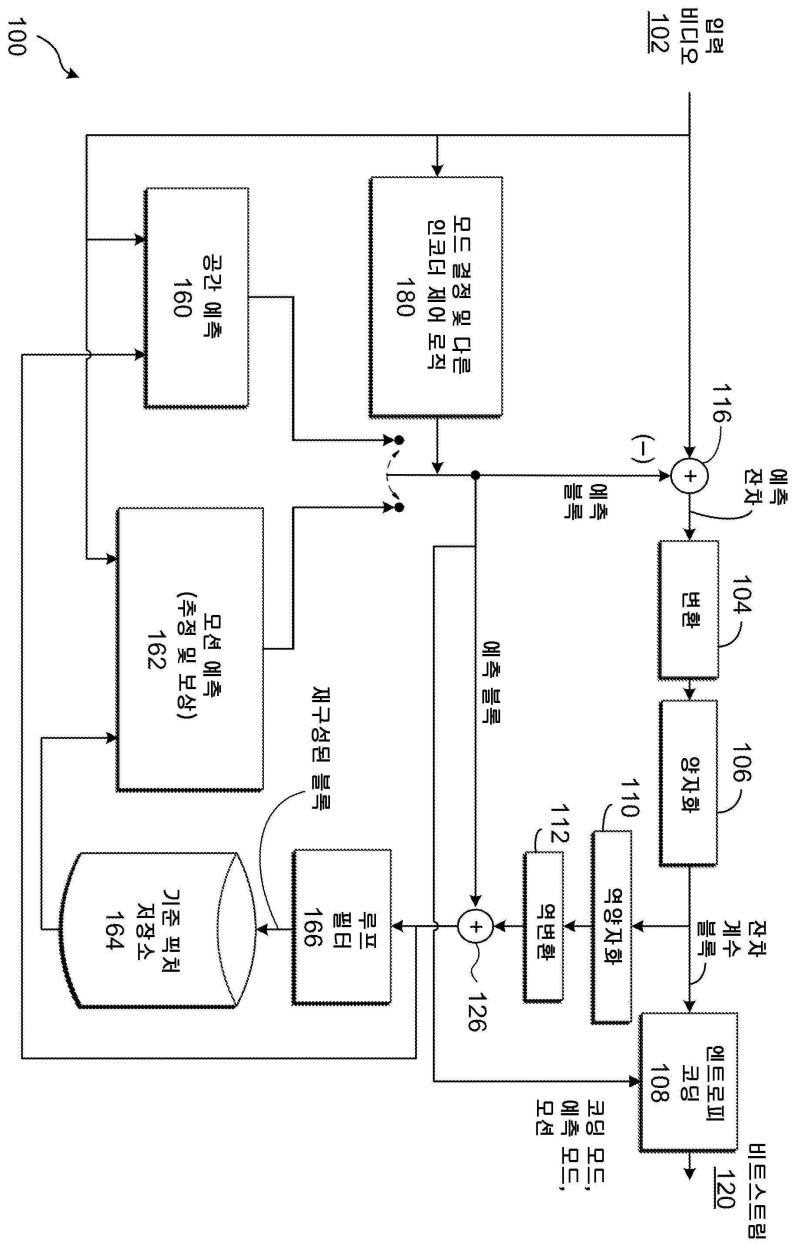 입력
비디오
102
116
(-)
예측
잔차
104
변환
106
양자화
잔차
계수
블록
엔트로피
코딩
108
비트스트림
120
모드 결정 및 다른
인코더 제어 로직
180
예측
블록
예측 블록
110
역양자화
112
역변환
126
코딩 모드,
예측 모드,
모션
공간 예측
160
모션 예측
(추정 및 보상)
162
재구성된 블록
루프
필터
166
기준 픽처
저장소
164
100